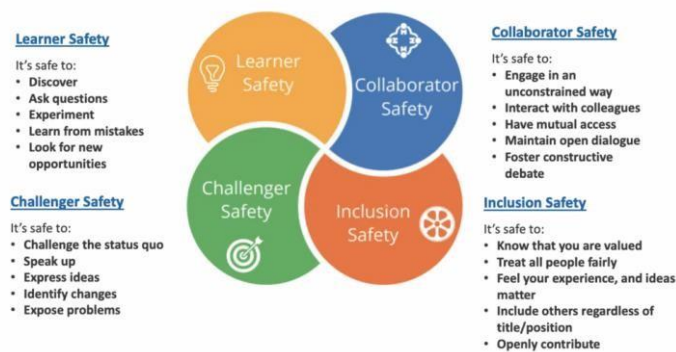 Learner Safety
It's safe to:
• Discover
• Ask questions
• Experiment
• Learn from mistakes
• Look for new
opportunities
Learner
Safety
Collaborator
Safety
Collaborator Safety
It's safe to:
• Engage in an
unconstrained way
• Interact with colleagues
• Have mutual access
• Maintain open dialogue
• Foster constructive
debate
Challenger Safety
It's safe to:
• Challenge the status quo
• Speak up
• Express ideas
• Identify changes
• Expose problems
Challenger
Safety
Inclusion
Safety
Inclusion Safety
It's safe to:
• Know that you are valued
• Treat all people fairly
• Feel your experience, and ideas
matter
• Include others regardless of
title/position
• Openly contribute